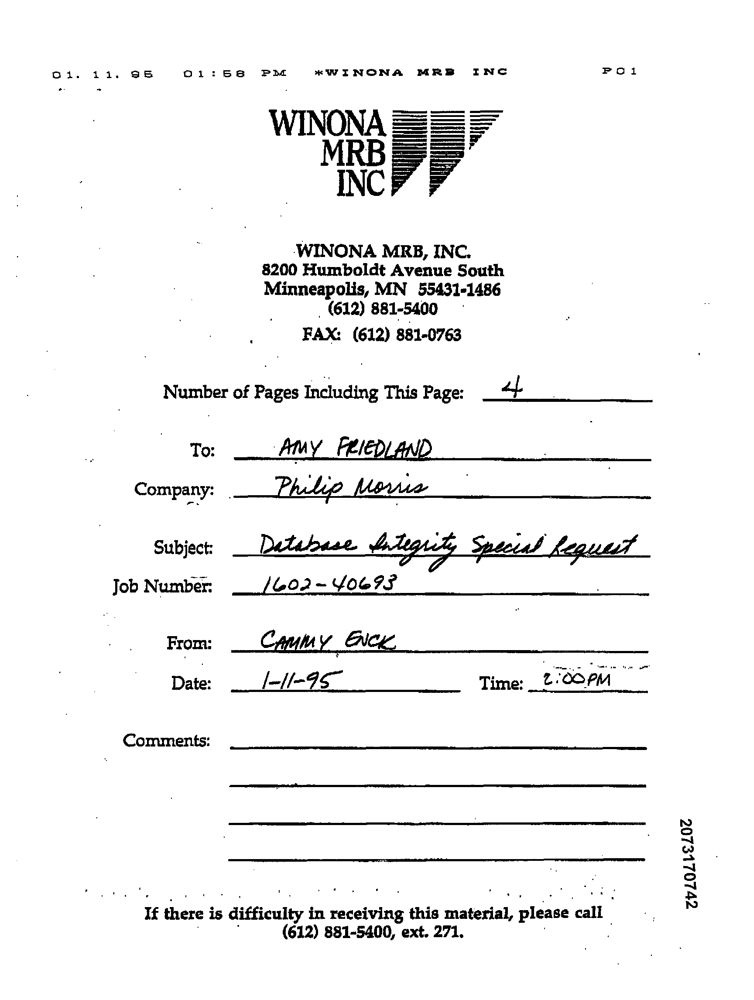 01. 11. 95 01:58 PM *WINONA MRB INC P01
WINONA
MRB
INC
WINONA MRB, INC.
8200 Humboldt Avenue South
Minneapolis, MN 55431-1486
(612) 881-5400
FAX: (612) 881-0763
Number of Pages Including This Page: 4
To: AMY FRIEDLAND
Company: Philip Morris
Subject: Database Integrity Special Request
Job Number: 1602-40693
From: CAMMY ENCK
Date: 1-11-95 Time: 2:00 PM
Comments:
2073170742
If there is difficulty in receiving this material, please call
(612) 881-5400, ext. 271.